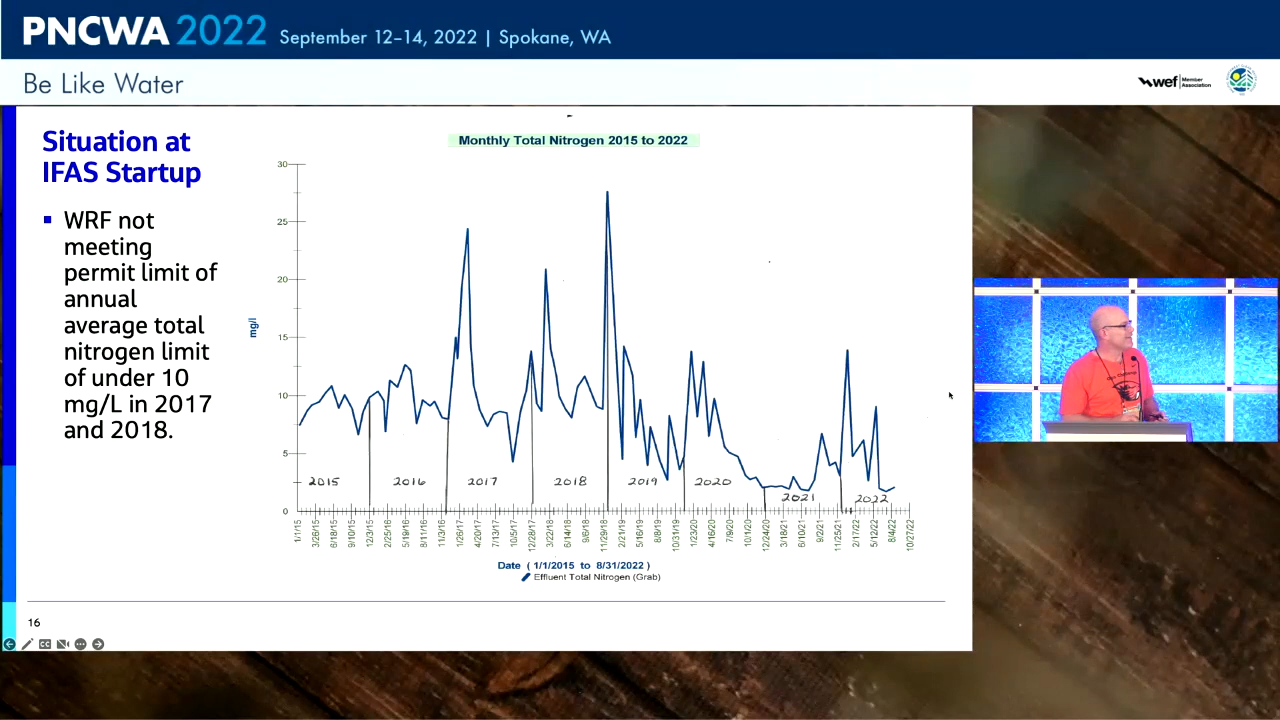 PNCWA 2022 September 12–14, 2022 | Spokane, WA
Be Like Water
wef Member Association
Situation at
IFAS Startup
WRF not
meeting
permit limit of
annual
average total
nitrogen limit
of under 10
mg/L in 2017
and 2018.
Monthly Total Nitrogen 2015 to 2022
30
25
20
15
10
5
0
mg/l
2015 2016 2017 2018 2019 2020 2021 2022
1/1/15 3/26/15 6/18/15 9/10/15 12/3/15 2/25/16 5/19/16 8/11/16 11/3/16 1/26/17 4/20/17 7/13/17 10/5/17 12/28/17 3/22/18 6/14/18 9/6/18 11/29/18 2/21/19 5/16/19 8/8/19 10/31/19 1/23/20 4/16/20 7/9/20 10/1/20 12/24/20 3/18/21 6/10/21 9/2/21 11/25/21 2/17/22 5/12/22 8/4/22 10/27/22
Date ( 1/1/2015 to 8/31/2022 )
Effluent Total Nitrogen (Grab)
16